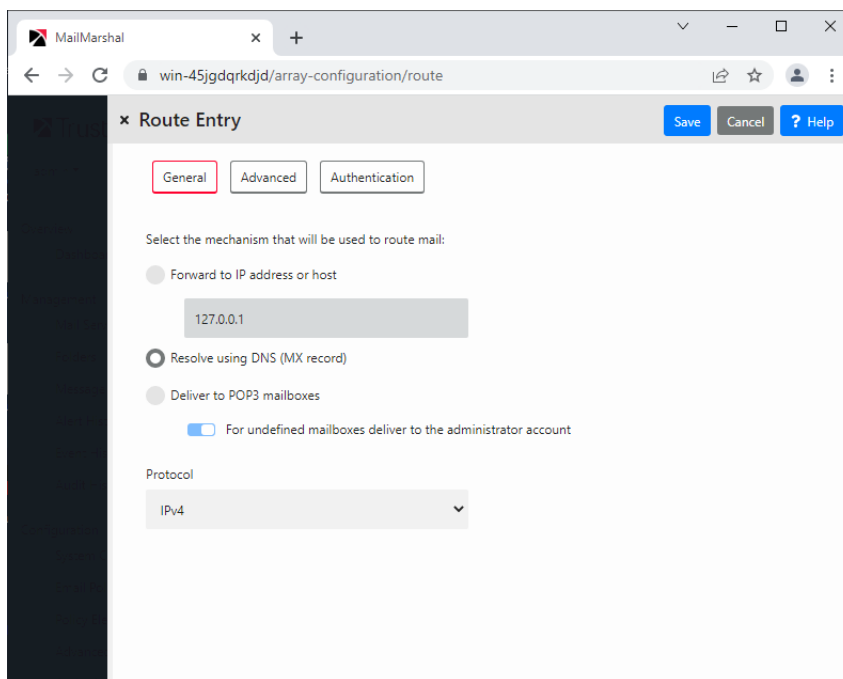 MailMarshal
win-45jgdqrkdjd/array-configuration/route
Route Entry
Save Cancel ? Help
General Advanced Authentication
Select the mechanism that will be used to route mail:
Forward to IP address or host
127.0.0.1
Resolve using DNS (MX record)
Deliver to POP3 mailboxes
For undefined mailboxes deliver to the administrator account
Protocol
IPv4